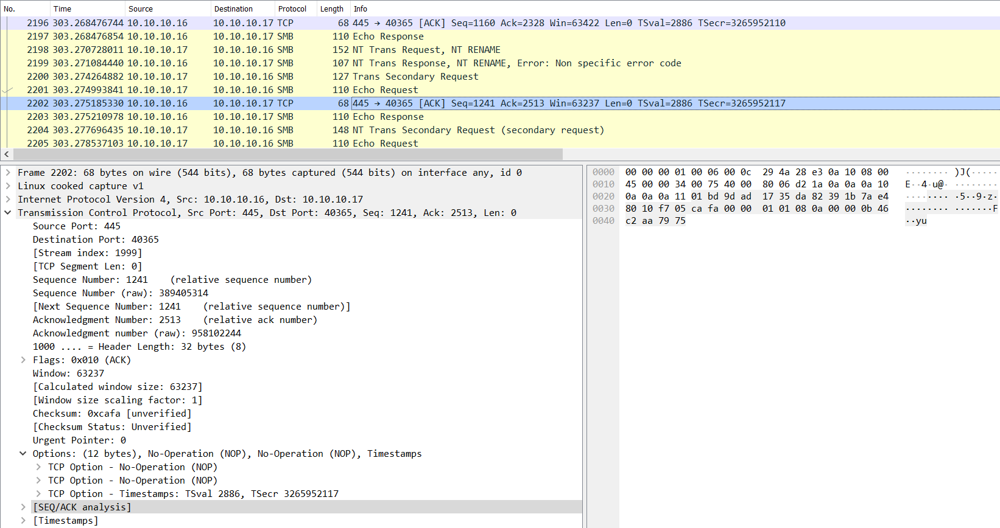 No. Time Source Destination Protocol Length Info
2196 303.268476744 10.10.10.16 10.10.10.17 TCP 68 445 → 40365 [ACK] Seq=1160 Ack=2328 Win=63422 Len=0 TSval=2886 TSecr=3265952110
2197 303.268476854 10.10.10.16 10.10.10.17 SMB 110 Echo Response
2198 303.270728011 10.10.10.17 10.10.10.16 SMB 152 NT Trans Request, NT RENAME
2199 303.271084440 10.10.10.16 10.10.10.17 SMB 107 NT Trans Response, NT RENAME, Error: Non specific error code
2200 303.274264882 10.10.10.17 10.10.10.16 SMB 127 Trans Secondary Request
2201 303.274993841 10.10.10.17 10.10.10.16 SMB 110 Echo Request
2202 303.275185330 10.10.10.16 10.10.10.17 TCP 68 445 → 40365 [ACK] Seq=1241 Ack=2513 Win=63237 Len=0 TSval=2886 TSecr=3265952117
2203 303.275210978 10.10.10.16 10.10.10.17 SMB 110 Echo Response
2204 303.277696435 10.10.10.17 10.10.10.16 SMB 148 NT Trans Secondary Request (secondary request)
2205 303.278537103 10.10.10.17 10.10.10.16 SMB 110 Echo Request
Frame 2202: 68 bytes on wire (544 bits), 68 bytes captured (544 bits) on interface any, id 0
Linux cooked capture v1
Internet Protocol Version 4, Src: 10.10.10.16, Dst: 10.10.10.17
Transmission Control Protocol, Src Port: 445, Dst Port: 40365, Seq: 1241, Ack: 2513, Len: 0
Source Port: 445
Destination Port: 40365
[Stream index: 1999]
[TCP Segment Len: 0]
Sequence Number: 1241 (relative sequence number)
Sequence Number (raw): 389405314
[Next Sequence Number: 1241 (relative sequence number)]
Acknowledgment Number: 2513 (relative ack number)
Acknowledgment number (raw): 958102244
1000 .... = Header Length: 32 bytes (8)
Flags: 0x010 (ACK)
Window: 63237
[Calculated window size: 63237]
[Window size scaling factor: 1]
Checksum: 0xcafa [unverified]
[Checksum Status: Unverified]
Urgent Pointer: 0
Options: (12 bytes), No-Operation (NOP), No-Operation (NOP), Timestamps
TCP Option - No-Operation (NOP)
TCP Option - No-Operation (NOP)
TCP Option - Timestamps: TSval 2886, TSecr 3265952117
[SEQ/ACK analysis]
[Timestamps]
0000 00 00 00 01 00 06 00 0c 29 4a 28 e3 0a 10 08 00 ········ )J(·····
0010 45 00 00 34 00 75 40 00 80 06 d2 1a 0a 0a 0a 10 E··4·u@· ········
0020 0a 0a 0a 11 01 bd 9d ad 17 35 da 82 39 1b 7a e4 ········ ·5··9·z·
0030 80 10 f7 05 ca fa 00 00 01 01 08 0a 00 00 0b 46 ········ ·······F
0040 c2 aa 79 75 ··yu